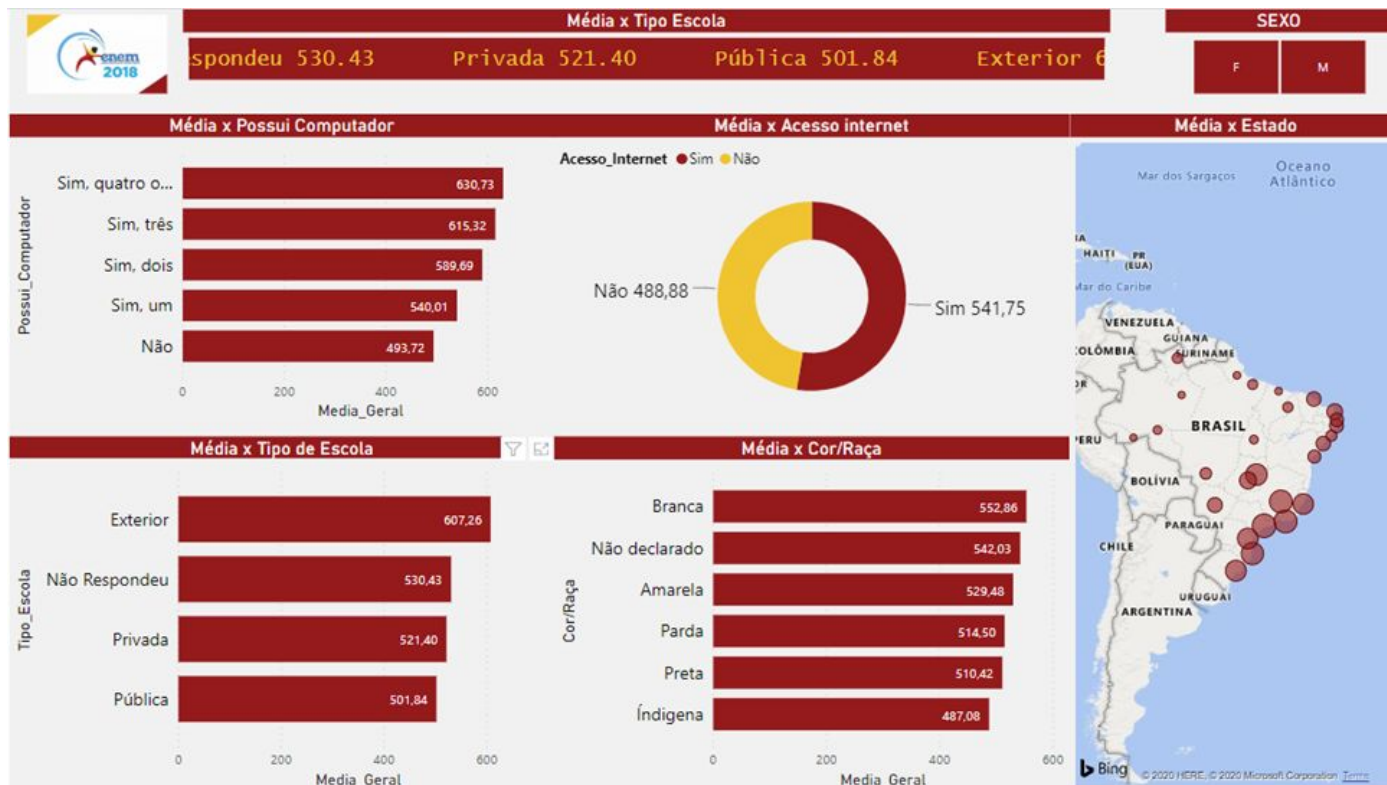 Média x Tipo Escola
SEXO
enem
2018
spondeu 530.43 Privada 521.40 Pública 501.84 Exterior 6
F M
Média x Possui Computador
Média x Acesso internet
Média x Estado
Possui_Computador
Sim, quatro o... 630,73
Sim, três 615,32
Sim, dois 589,69
Sim, um 540,01
Não 493,72
0 200 400 600
Media_Geral
Acesso_Internet Sim Não
Não 488,88
Sim 541,75
Mar dos Sargaços
Oceano
Atlântico
HAITI
PR
(EUA)
Mar do Caribe
VENEZUELA
GUIANA
SURINAME
COLÔMBIA
BRASIL
PERU
BOLÍVIA
PARAGUAI
CHILE
URUGUAI
ARGENTINA
Bing
© 2020 HERE, © 2020 Microsoft Corporation Terms
Média x Tipo de Escola
Tipo_Escola
Exterior 607,26
Não Respondeu 530,43
Privada 521,40
Pública 501,84
0 200 400 600
Media_Geral
Média x Cor/Raça
Cor/Raça
Branca 552,86
Não declarado 542,03
Amarela 529,48
Parda 514,50
Preta 510,42
Índigena 487,08
0 200 400 600
Media_Geral